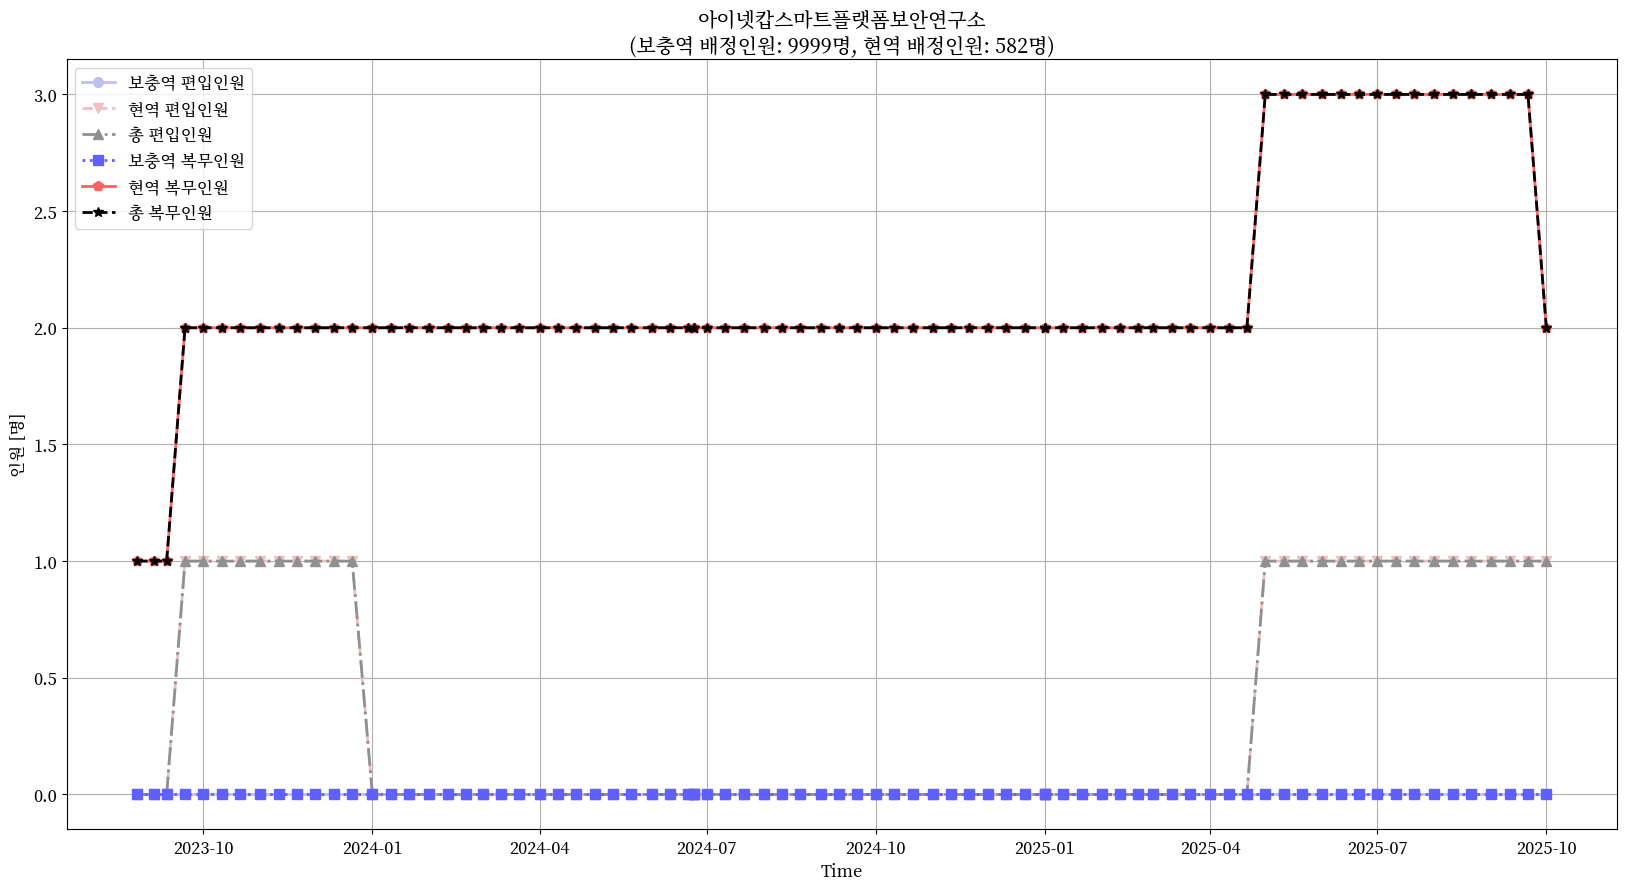 아이넷캅스마트플랫폼보안연구소
(보충역 배정인원: 9999명, 현역 배정인원: 582명)
보충역 편입인원
현역 편입인원
총 편입인원
보충역 복무인원
현역 복무인원
총 복무인원
인원 [명]
3.0
2.5
2.0
1.5
1.0
0.5
0.0
2023-10 2024-01 2024-04 2024-07 2024-10 2025-01 2025-04 2025-07 2025-10
Time